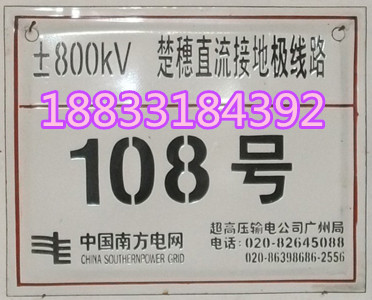 ±800kV 楚穗直流接地极线路
18833184392
108号
中国南方电网
CHINA SOUTHERNPOWER GRID
超高压输电公司广州局
电话:020-82645088
020-86398686-2556